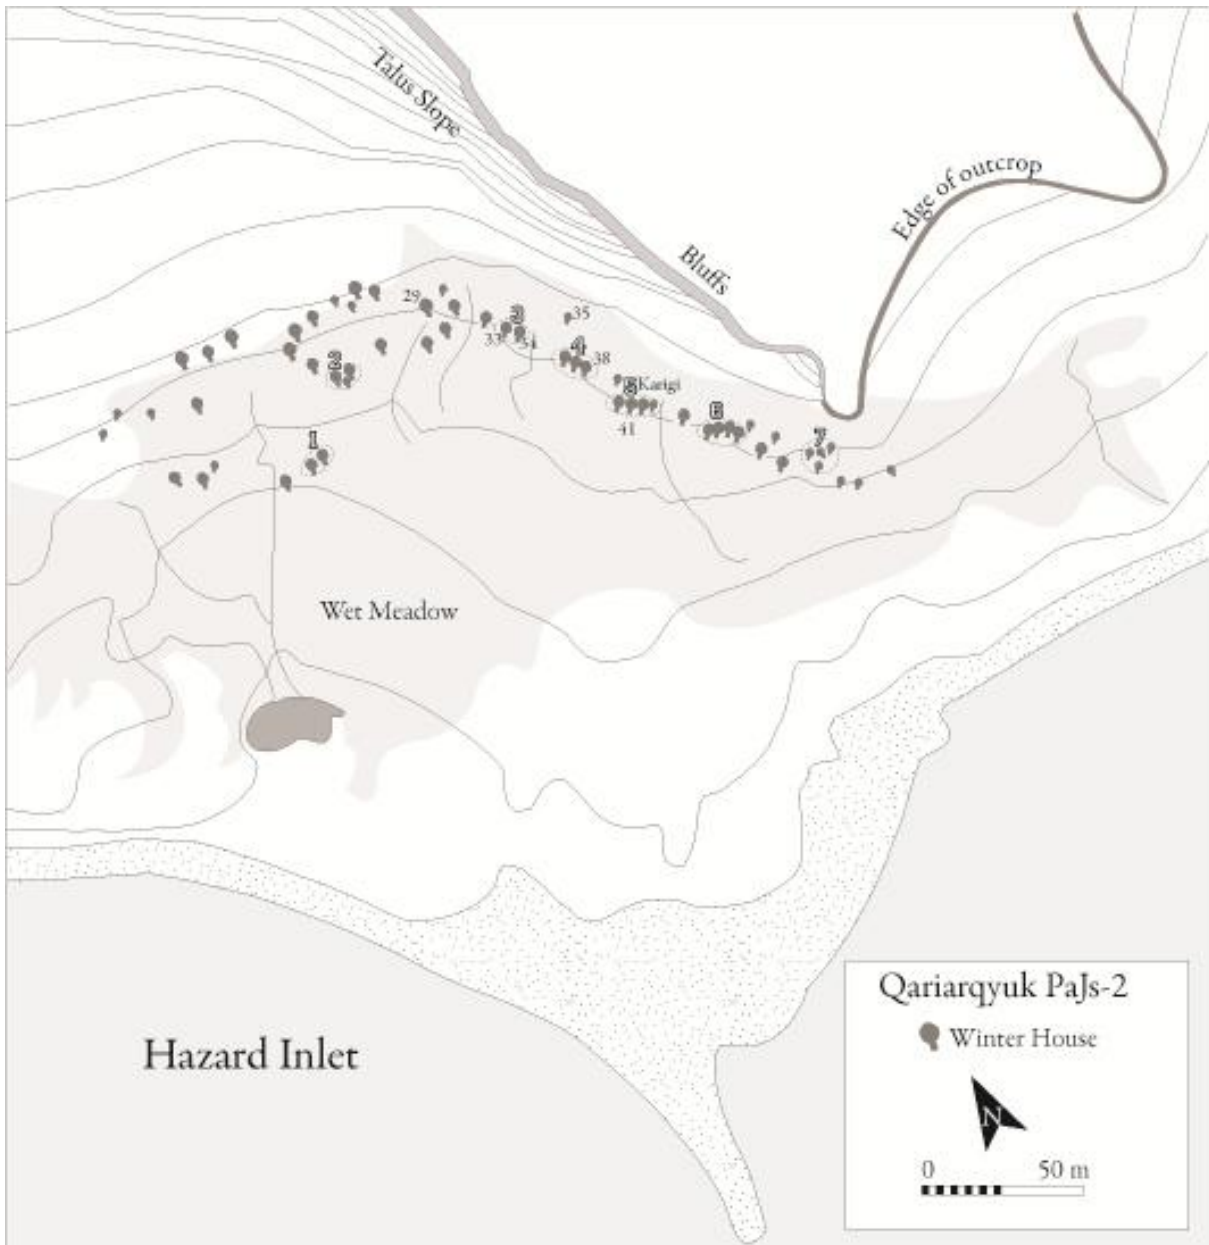 Talus Slope
Bluffs
Edge of outcrop
29
3
33
34
35
4
38
2
Karigi
5
41
6
7
1
Wet Meadow
Hazard Inlet
Qariarqyuk PaJs-2
Winter House
N
0 50 m